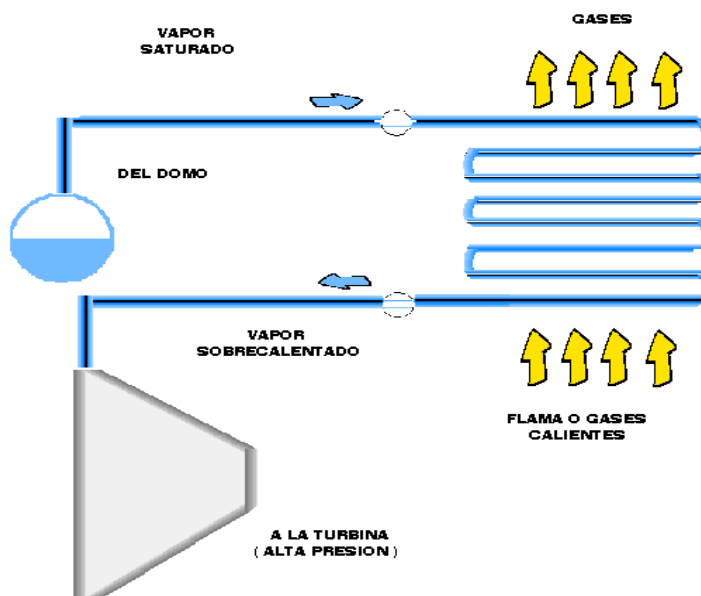 VAPOR
SATURADO
GASES
DEL DOMO
VAPOR
SOBRECALENTADO
FLAMA O GASES
CALIENTES
A LA TURBINA
( ALTA PRESION )